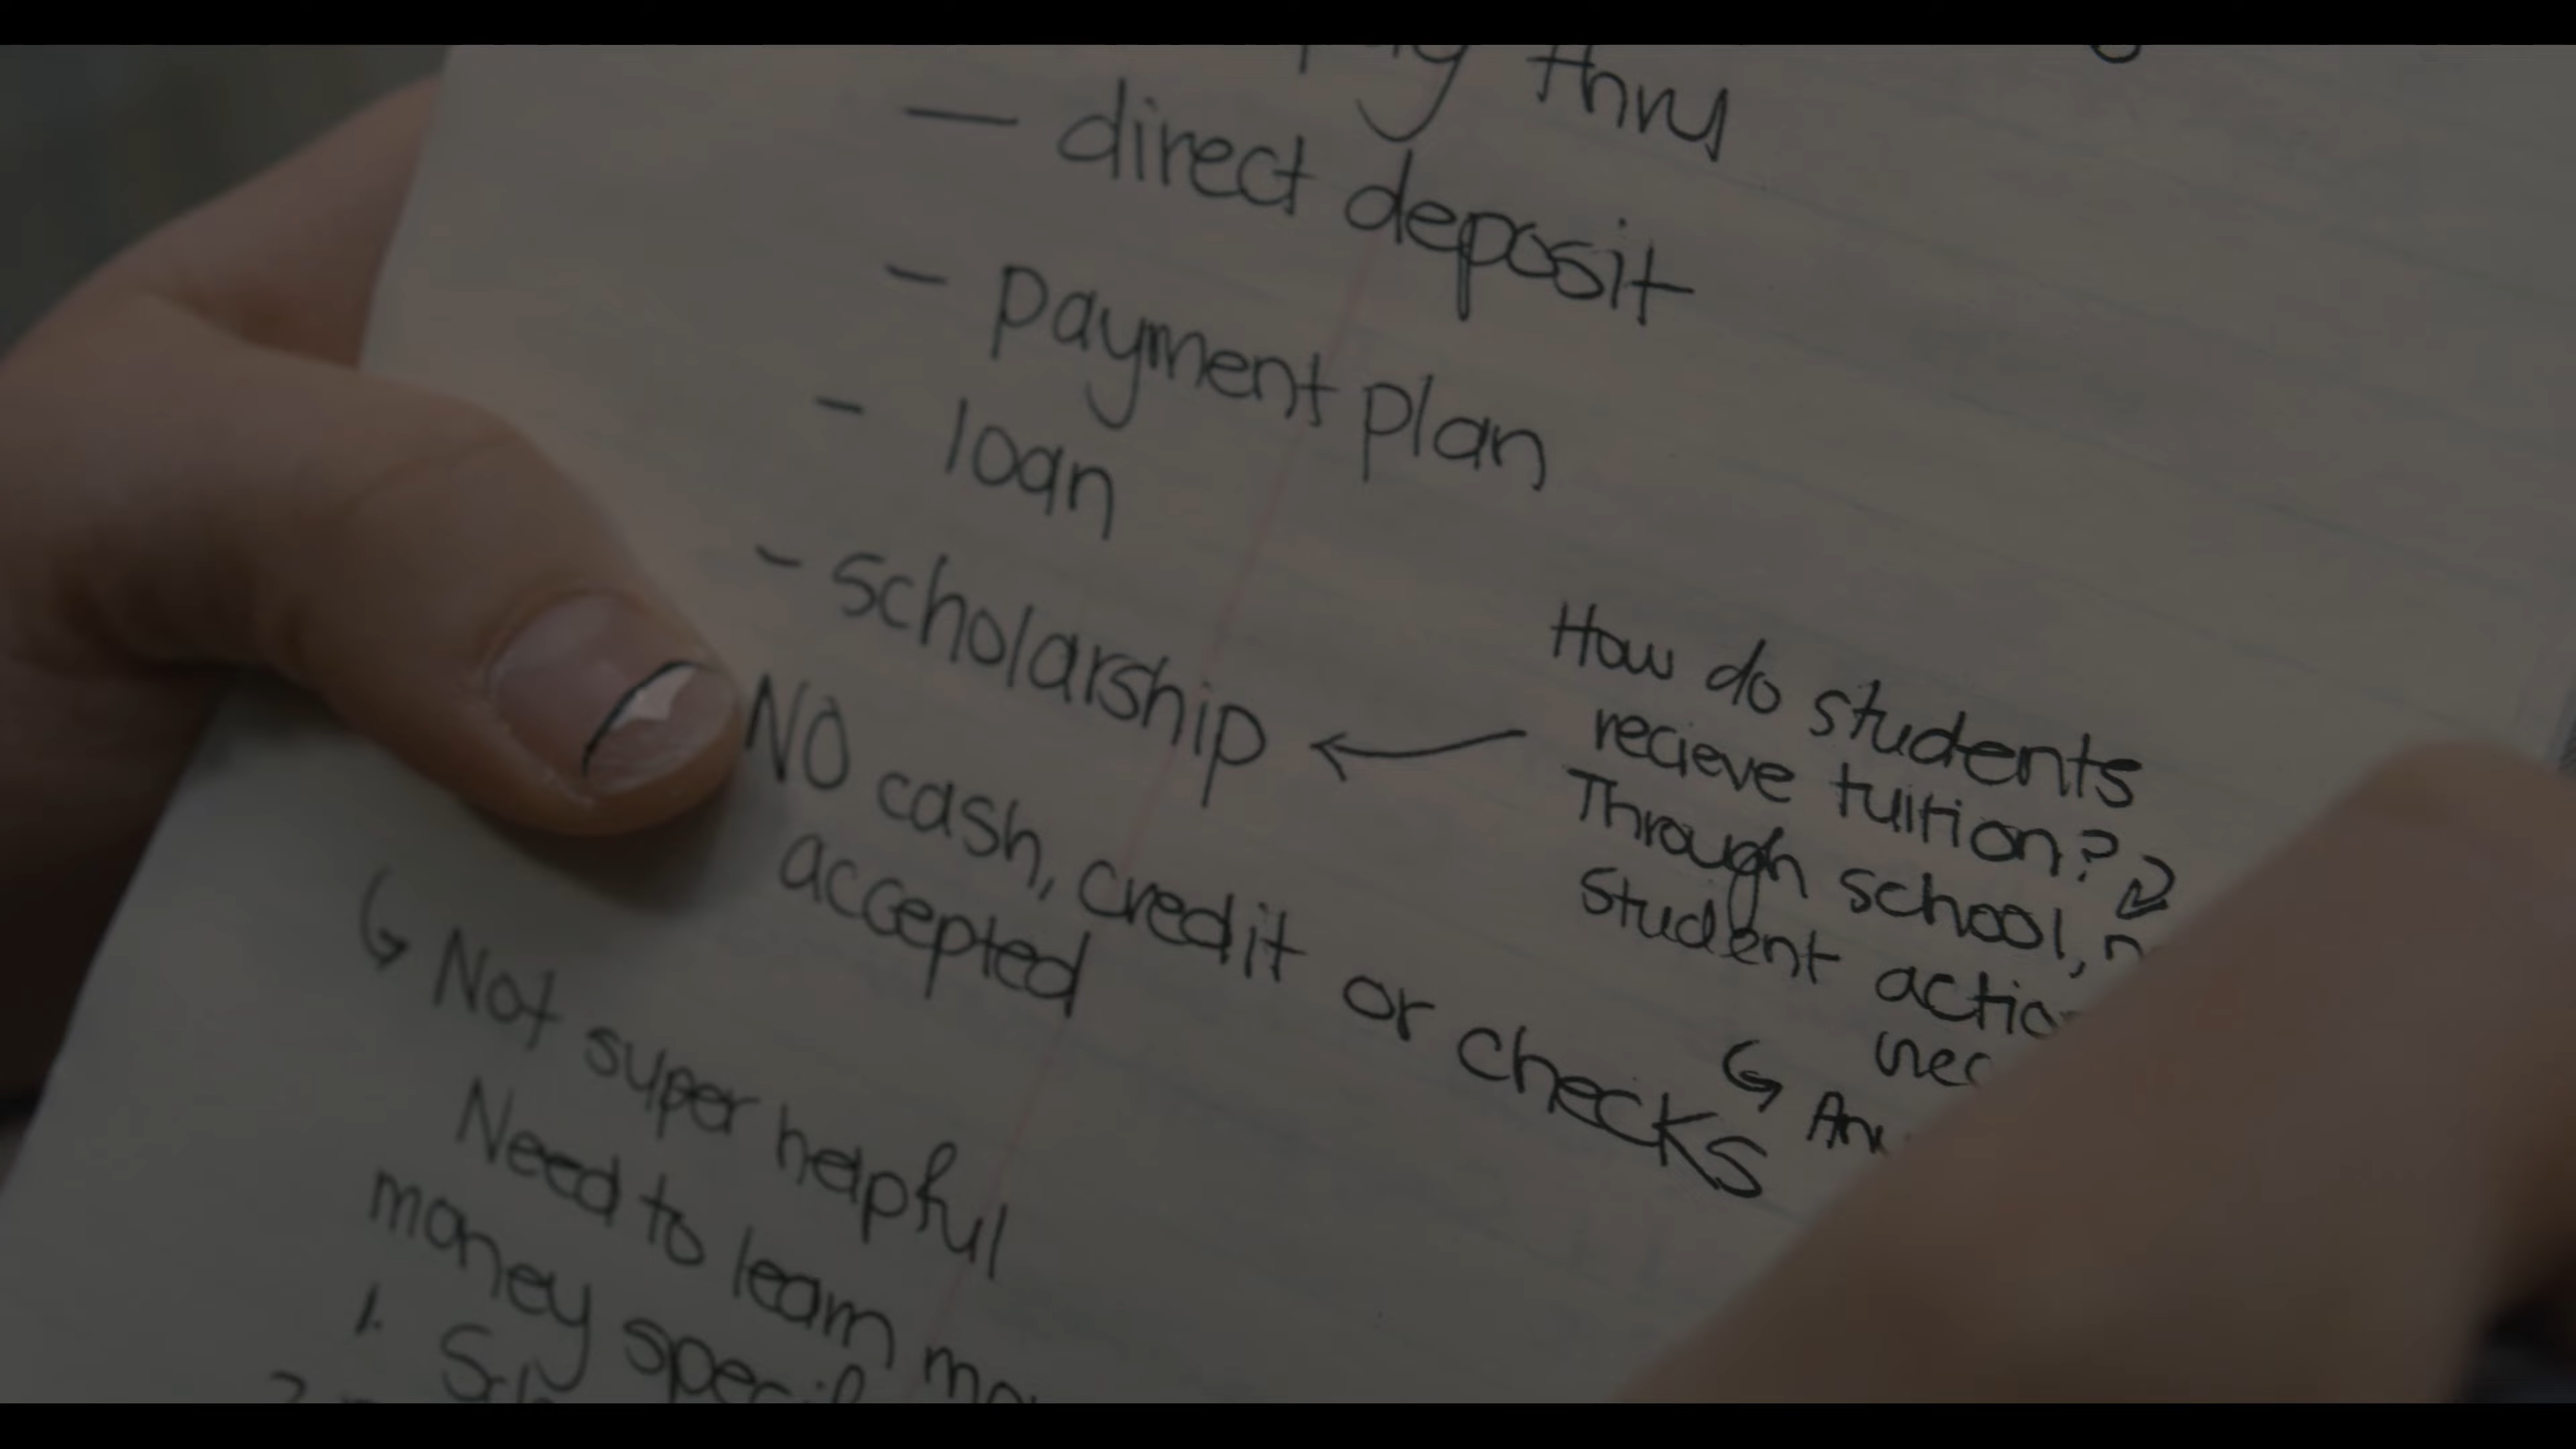 thru
— direct deposit
- payment plan
- loan
- scholarship
NO cash, credit or checks
accepted
Not super helpful
Need to learn
money
1.
How do students
recieve tuition?
Through school,
student